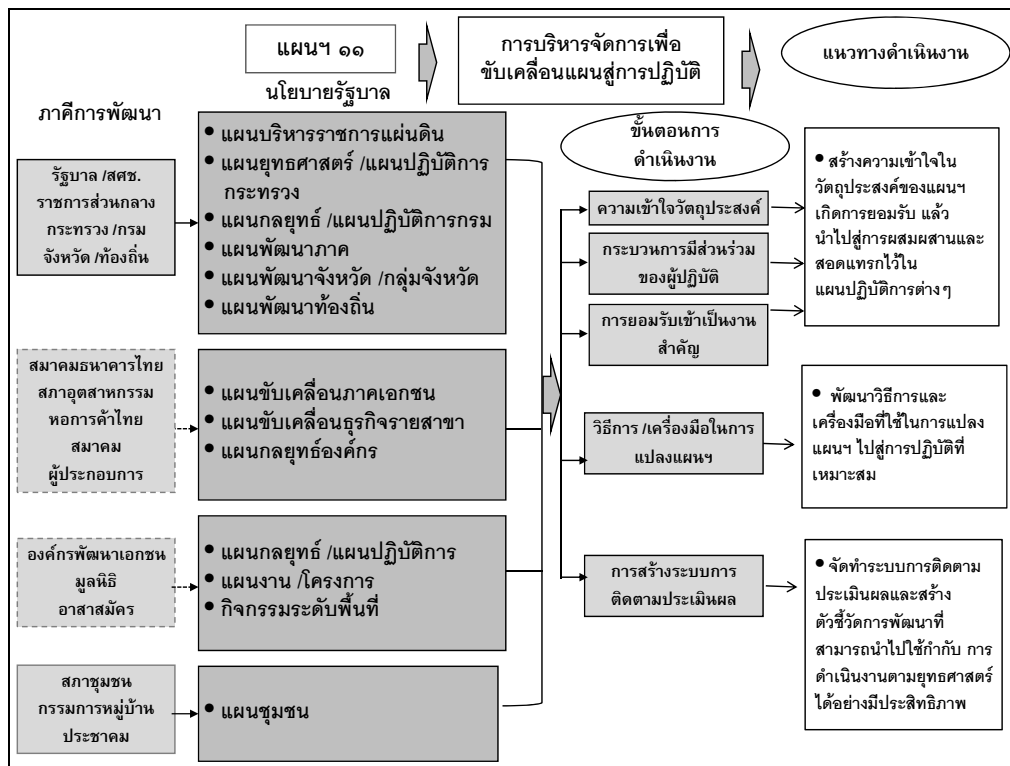 แผนฯ ๑๑
นโยบายรัฐบาล
การบริหารจัดการเพื่อ
ขับเคลื่อนแผนสู่การปฏิบัติ
แนวทางดำเนินงาน
ภาคีการพัฒนา
รัฐบาล /สศช.
ราชการส่วนกลาง
กระทรวง /กรม
จังหวัด /ท้องถิ่น
• แผนบริหารราชการแผ่นดิน
• แผนยุทธศาสตร์ /แผนปฏิบัติการ
กระทรวง
• แผนกลยุทธ์ /แผนปฏิบัติการกรม
• แผนพัฒนาภาค
• แผนพัฒนาจังหวัด /กลุ่มจังหวัด
• แผนพัฒนาท้องถิ่น
สมาคมธนาคารไทย
สภาอุตสาหกรรม
หอการค้าไทย
สมาคม
ผู้ประกอบการ
• แผนขับเคลื่อนภาคเอกชน
• แผนขับเคลื่อนธุรกิจรายสาขา
• แผนกลยุทธ์องค์กร
องค์กรพัฒนาเอกชน
มูลนิธิ
อาสาสมัคร
• แผนกลยุทธ์ /แผนปฏิบัติการ
• แผนงาน /โครงการ
• กิจกรรมระดับพื้นที่
สภาชุมชน
กรรมการหมู่บ้าน
ประชาคม
• แผนชุมชน
ขั้นตอนการ
ดำเนินงาน
ความเข้าใจวัตถุประสงค์
กระบวนการมีส่วนร่วม
ของผู้ปฏิบัติ
การยอมรับเข้าเป็นงาน
สำคัญ
วิธีการ /เครื่องมือในการ
แปลงแผนฯ
การสร้างระบบการ
ติดตามประเมินผล
• สร้างความเข้าใจใน
วัตถุประสงค์ของแผนฯ
เกิดการยอมรับ แล้ว
นำไปสู่การผสมผสานและ
สอดแทรกไว้ใน
แผนปฏิบัติการต่างๆ
• พัฒนาวิธีการและ
เครื่องมือที่ใช้ในการแปลง
แผนฯ ไปสู่การปฏิบัติที่
เหมาะสม
• จัดทำระบบการติดตาม
ประเมินผลและสร้าง
ตัวชี้วัดการพัฒนาที่
สามารถนำไปใช้กำกับ การ
ดำเนินงานตามยุทธศาสตร์
ได้อย่างมีประสิทธิภาพ